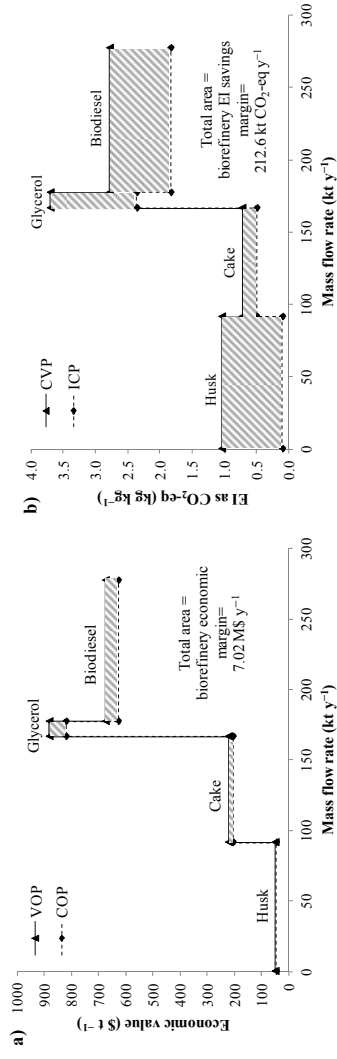 a)
1000
900
800
700
600
500
400
300
200
100
0
Economic value ($ t⁻¹)
VOP
COP
Husk
Cake
Glycerol
Biodiesel
Total area =
biorefinery economic
margin=
7.02 M$ y⁻¹
0
50
100
150
200
250
300
Mass flow rate (kt y⁻¹)
b)
4.0
3.5
3.0
2.5
2.0
1.5
1.0
0.5
0.0
EI as CO₂-eq (kg kg⁻¹)
CVP
ICP
Husk
Cake
Glycerol
Biodiesel
Total area =
biorefinery EI savings
margin=
212.6 kt CO₂-eq y⁻¹
0
50
100
150
200
250
300
Mass flow rate (kt y⁻¹)